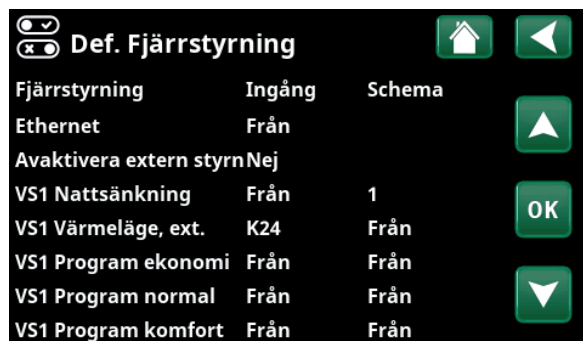 Def. Fjärrstyrning
Fjärrstyrning Ingång Schema
Ethernet Från
Avaktivera extern styrn Nej
VS1 Nattsänkning Från 1
OK
VS1 Värmeläge, ext. K24 Från
VS1 Program ekonomi Från Från
VS1 Program normal Från Från
VS1 Program komfort Från Från